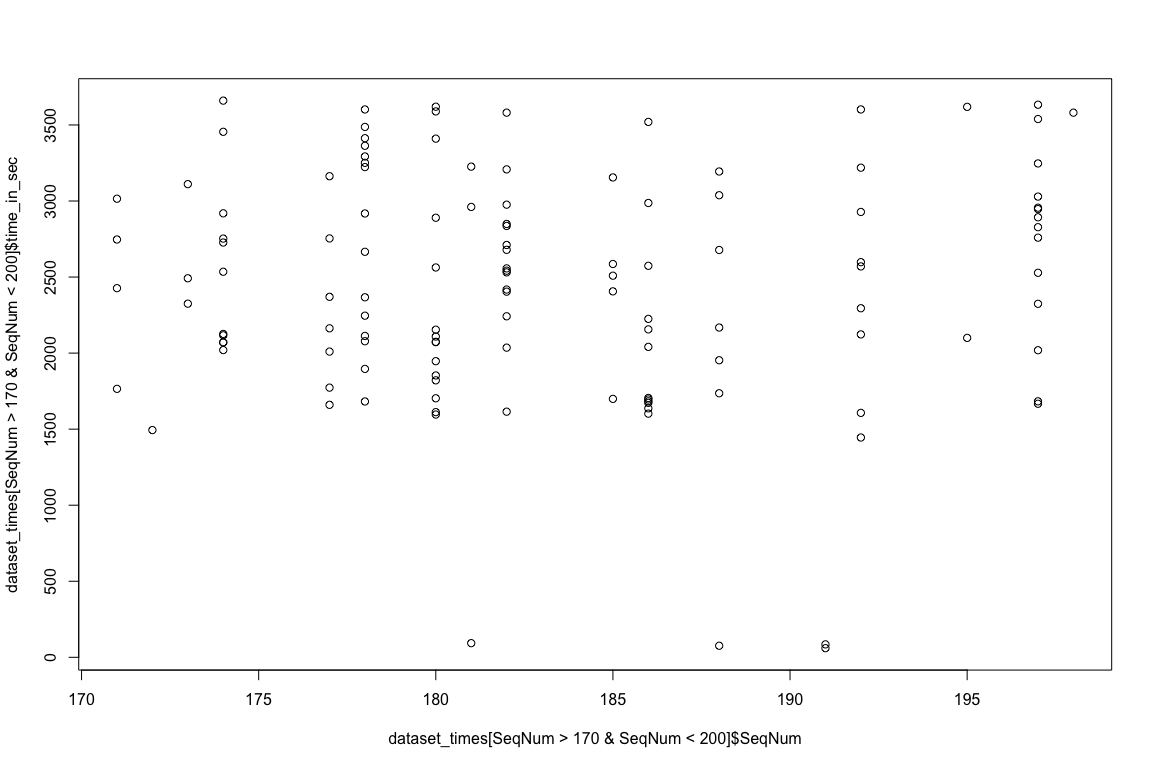 dataset_times[SeqNum > 170 & SeqNum < 200]$time_in_sec
3500
3000
2500
2000
1500
1000
500
0
170 175 180 185 190 195
dataset_times[SeqNum > 170 & SeqNum < 200]$SeqNum